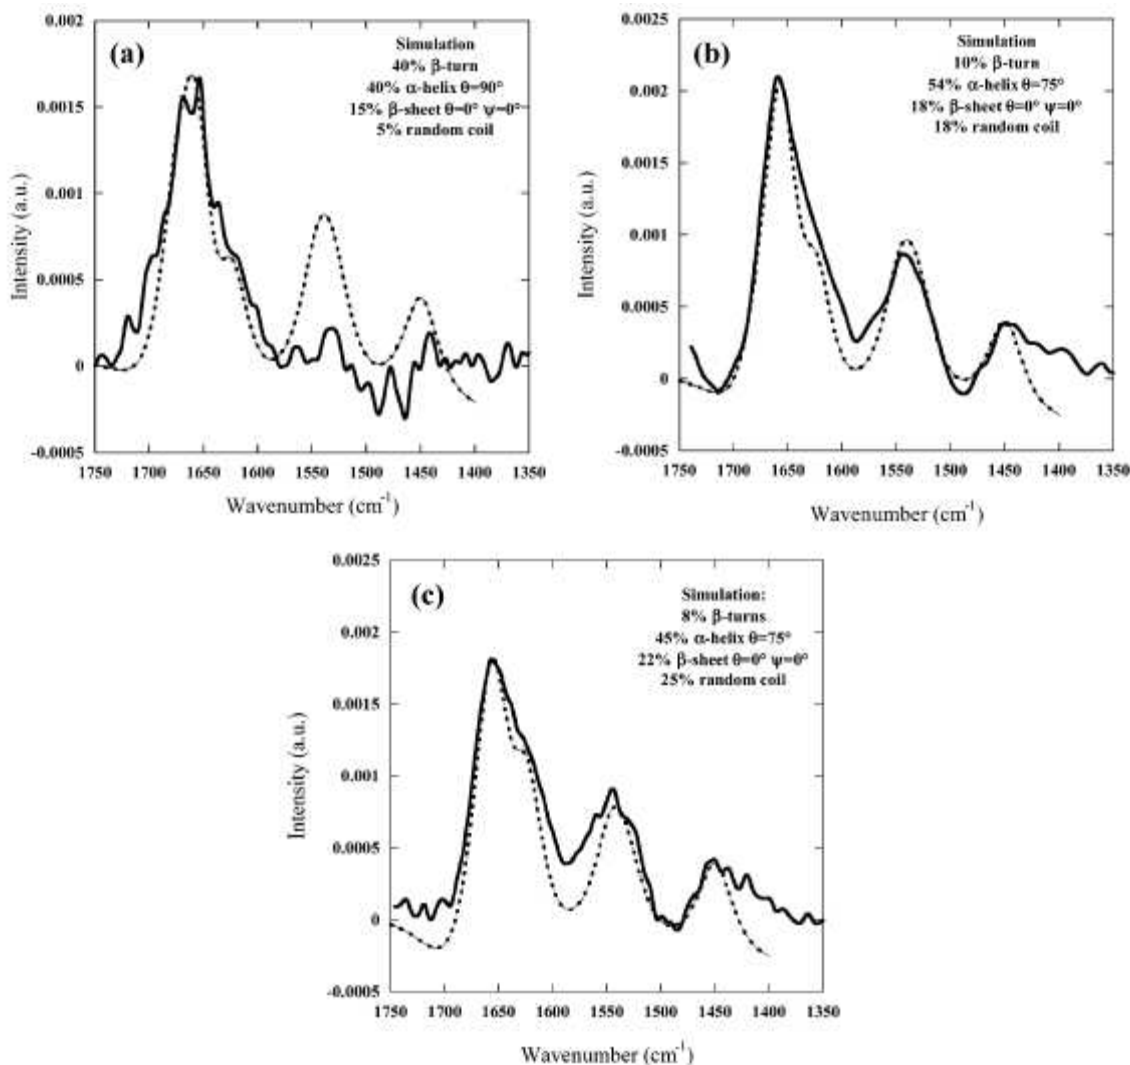 (a)
Simulation
40% β-turn
40% α-helix θ=90°
15% β-sheet θ=0° ψ=0°
5% random coil
0.002
0.0015
0.001
0.0005
0
-0.0005
Intensity (a.u.)
1750 1700 1650 1600 1550 1500 1450 1400 1350
Wavenumber (cm⁻¹)
(b)
Simulation
10% β-turn
54% α-helix θ=75°
18% β-sheet θ=0° ψ=0°
18% random coil
0.0025
0.002
0.0015
0.001
0.0005
0
-0.0005
Intensity (a.u.)
1750 1700 1650 1600 1550 1500 1450 1400 1350
Wavenumber (cm⁻¹)
(c)
Simulation:
8% β-turns
45% α-helix θ=75°
22% β-sheet θ=0° ψ=0°
25% random coil
0.0025
0.002
0.0015
0.001
0.0005
0
-0.0005
Intensity (a.u.)
1750 1700 1650 1600 1550 1500 1450 1400 1350
Wavenumber (cm⁻¹)